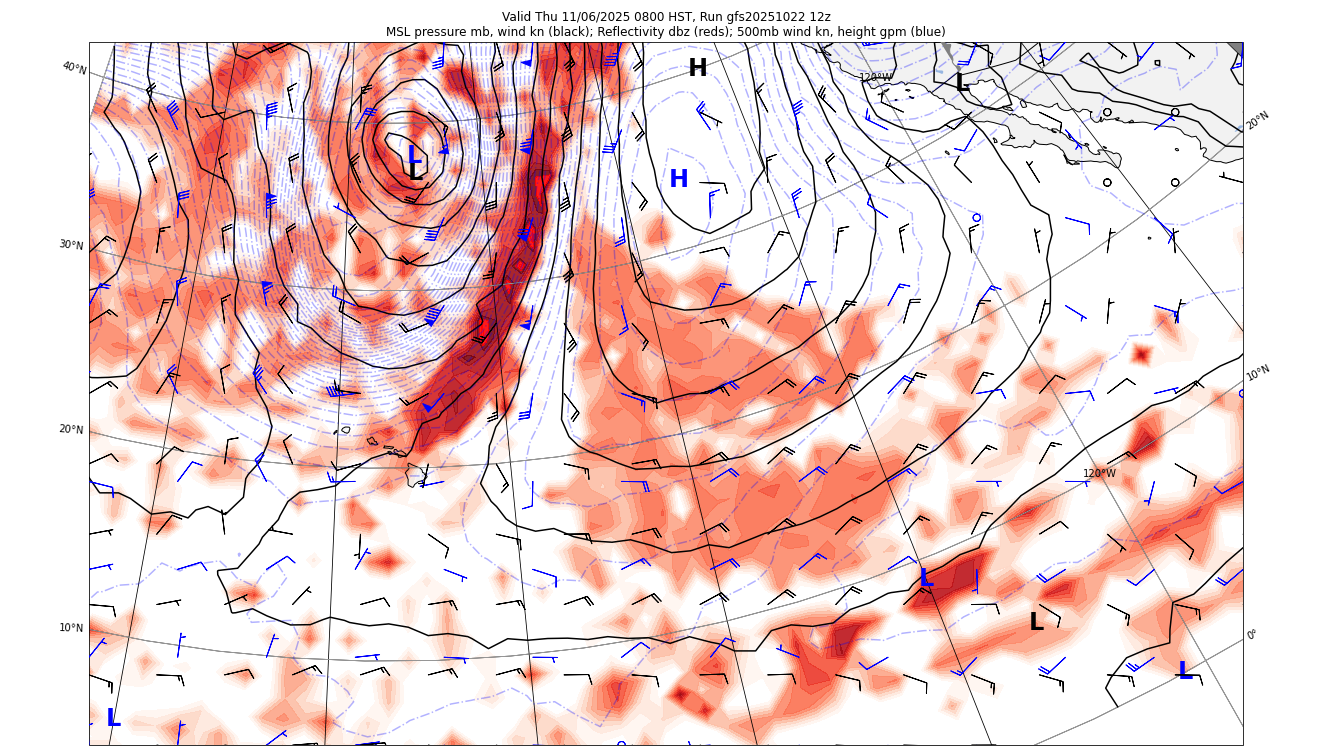 Valid Thu 11/06/2025 0800 HST, Run gfs20251022 12z
MSL pressure mb, wind kn (black); Reflectivity dbz (reds); 500mb wind kn, height gpm (blue)
40°N
H
120°W
L
20°N
L
L
H
30°N
10°N
20°N
120°W
L
10°N
L
0°
L
L